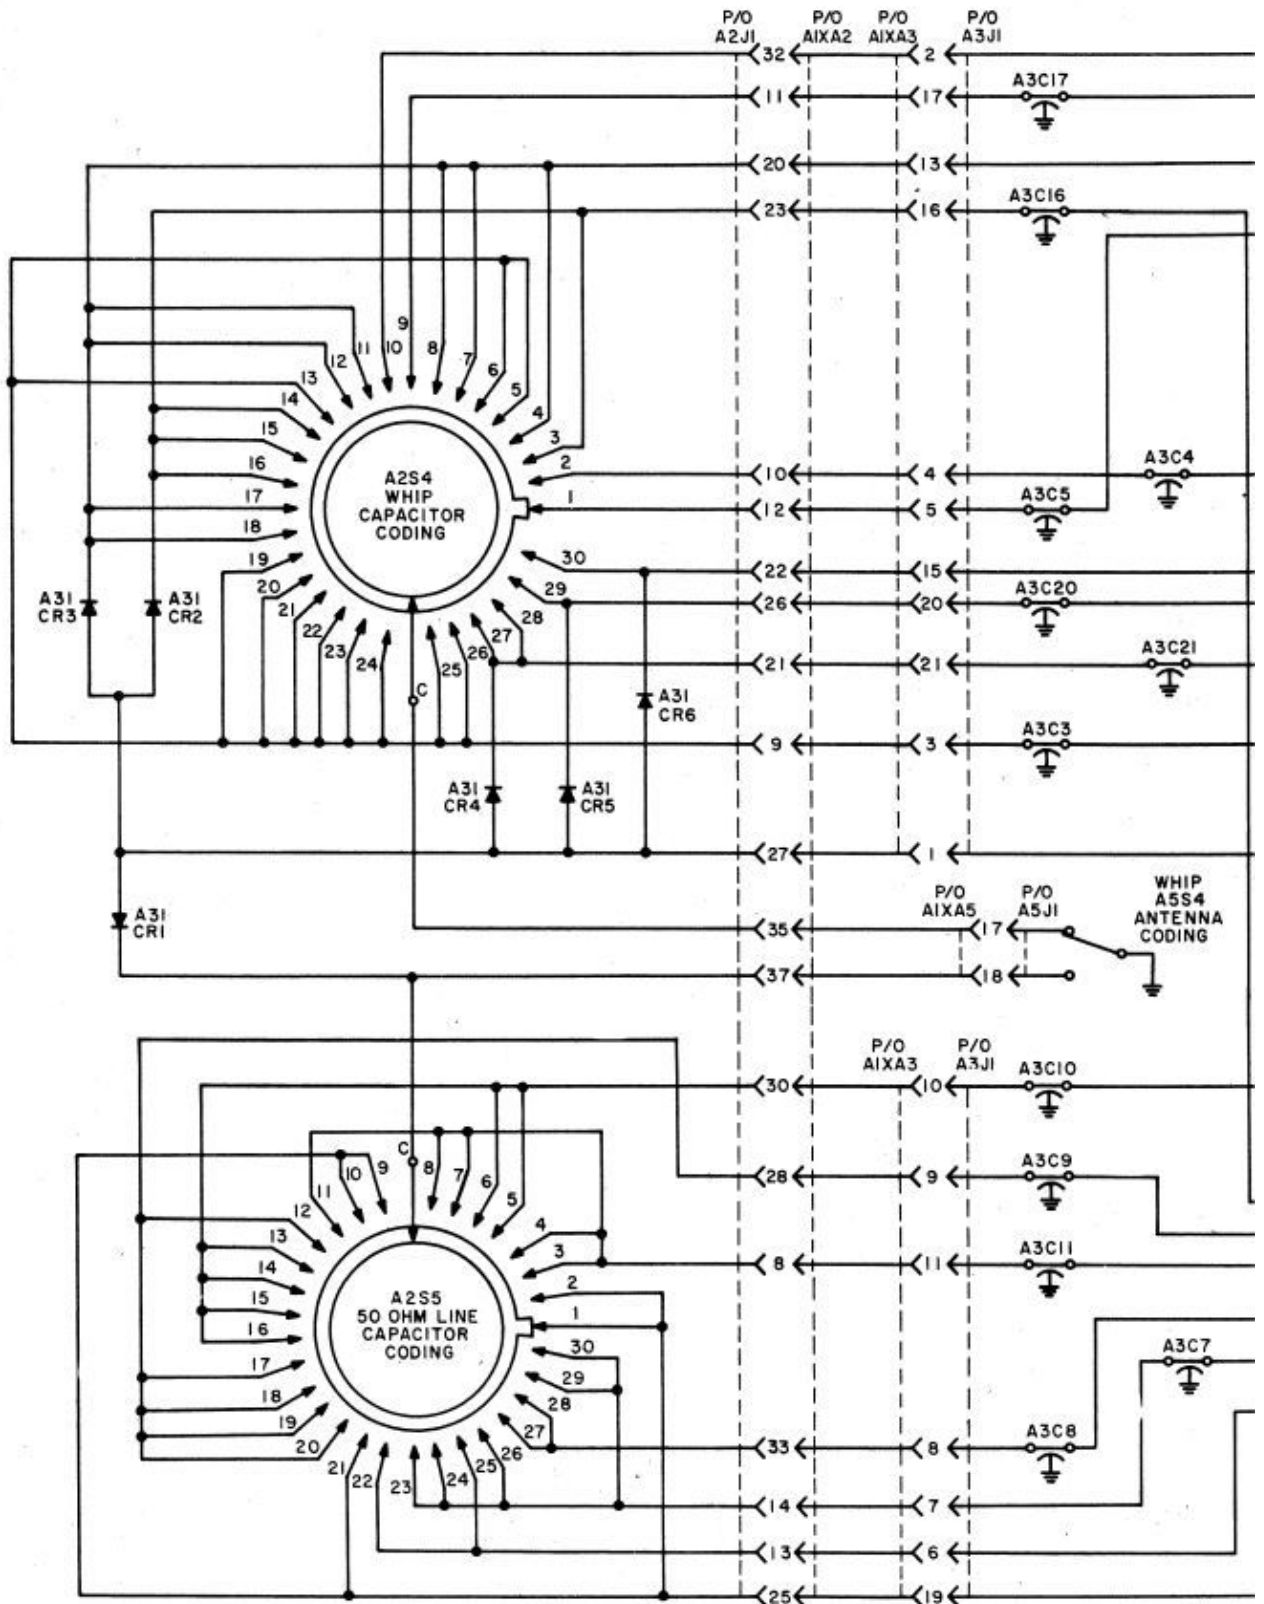 P/O A2J1
P/O A1XA2
P/O A1XA3
P/O A3J1
32
2
11
17
A3C17
20
13
23
16
A3C16
9
10
11
12
13
14
15
16
17
18
19
20
21
22
23
24
8
7
6
5
4
3
2
1
30
29
28
27
26
25
C
A2S4
WHIP
CAPACITOR
CODING
10
4
A3C4
12
5
A3C5
22
15
26
20
A3C20
21
21
A3C21
9
3
A3C3
27
1
A31
CR3
A31
CR2
A31
CR6
A31
CR4
A31
CR5
A31
CR1
35
P/O
A1XA5
P/O
A5J1
17
WHIP
A5S4
ANTENNA
CODING
37
18
P/O
A1XA3
P/O
A3J1
30
10
A3C10
28
9
A3C9
8
11
A3C11
C
8
7
6
5
4
3
2
1
30
29
28
27
26
25
24
23
22
21
20
19
18
17
16
15
14
13
12
11
10
9
A2S5
50 OHM LINE
CAPACITOR
CODING
A3C7
33
8
A3C8
14
7
13
6
25
19